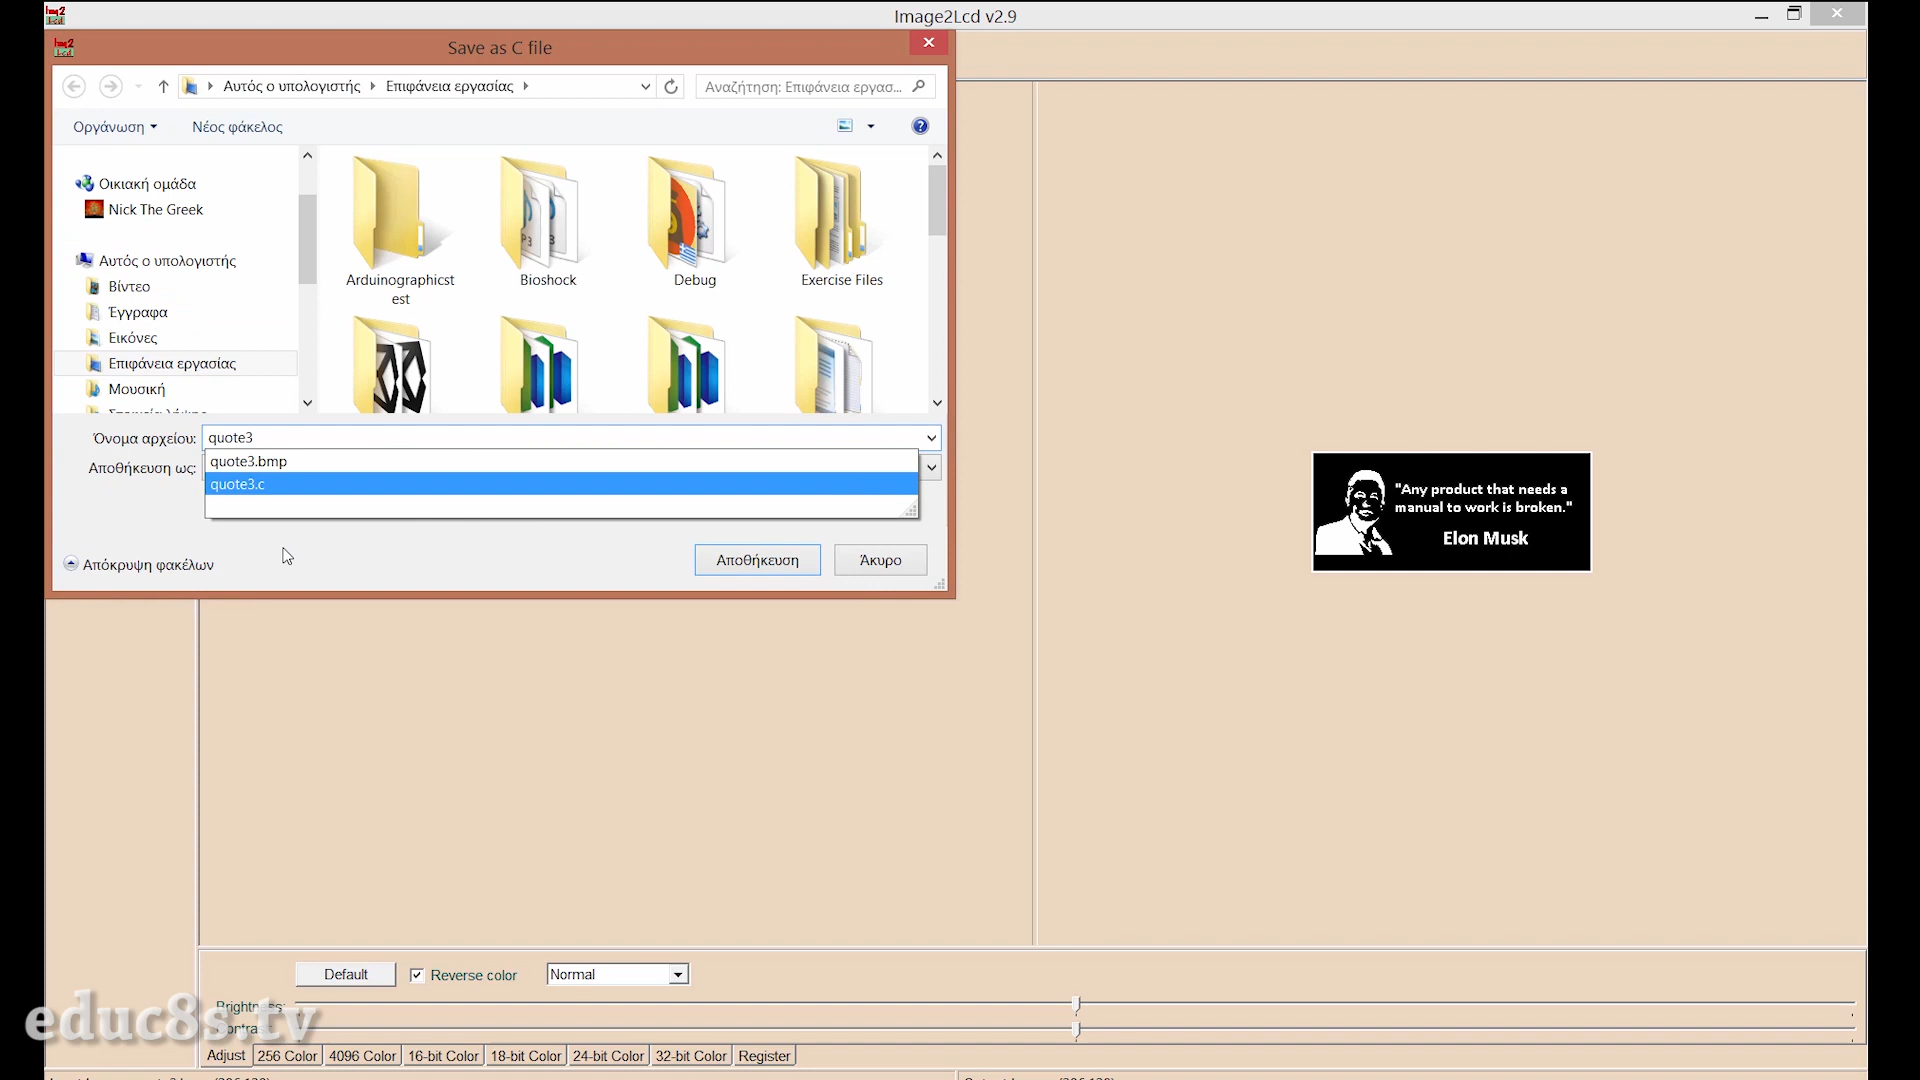 Image2Lcd v2.9
Save as C file
Αυτός ο υπολογιστής
Επιφάνεια εργασίας
Αναζήτηση: Επιφάνεια εργασ...
Οργάνωση
Νέος φάκελος
Οικιακή ομάδα
Nick The Greek
Αυτός ο υπολογιστής
Βίντεο
Έγγραφα
Εικόνες
Επιφάνεια εργασίας
Μουσική
Arduinographicst
est
Bioshock
Debug
Exercise Files
Όνομα αρχείου: quote3
quote3.bmp
Αποθήκευση ως:
quote3.c
Απόκρυψη φακέλων
Αποθήκευση
Άκυρο
"Any product that needs a
manual to work is broken."
Elon Musk
Default
Reverse color
Normal
Brightness:
Contrast
educ8s.tv
Adjust
256 Color
4096 Color
16-bit Color
18-bit Color
24-bit Color
32-bit Color
Register